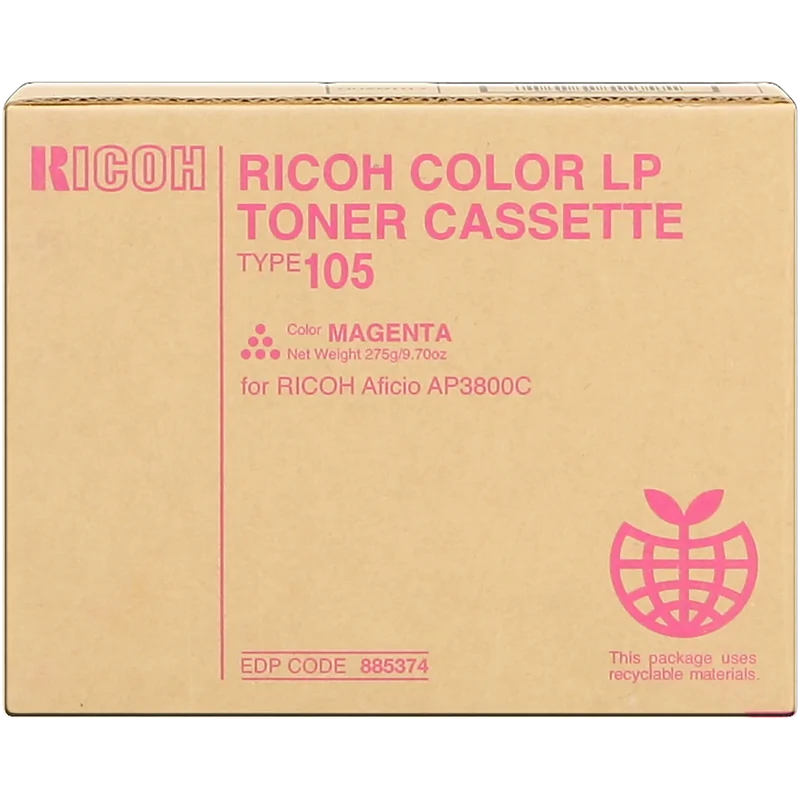 RICOH
RICOH COLOR LP
TONER CASSETTE
TYPE 105
Color MAGENTA
Net Weight 275g/9.70oz
for RICOH Aficio AP3800C
EDP CODE 885374
This package uses
recyclable materials.